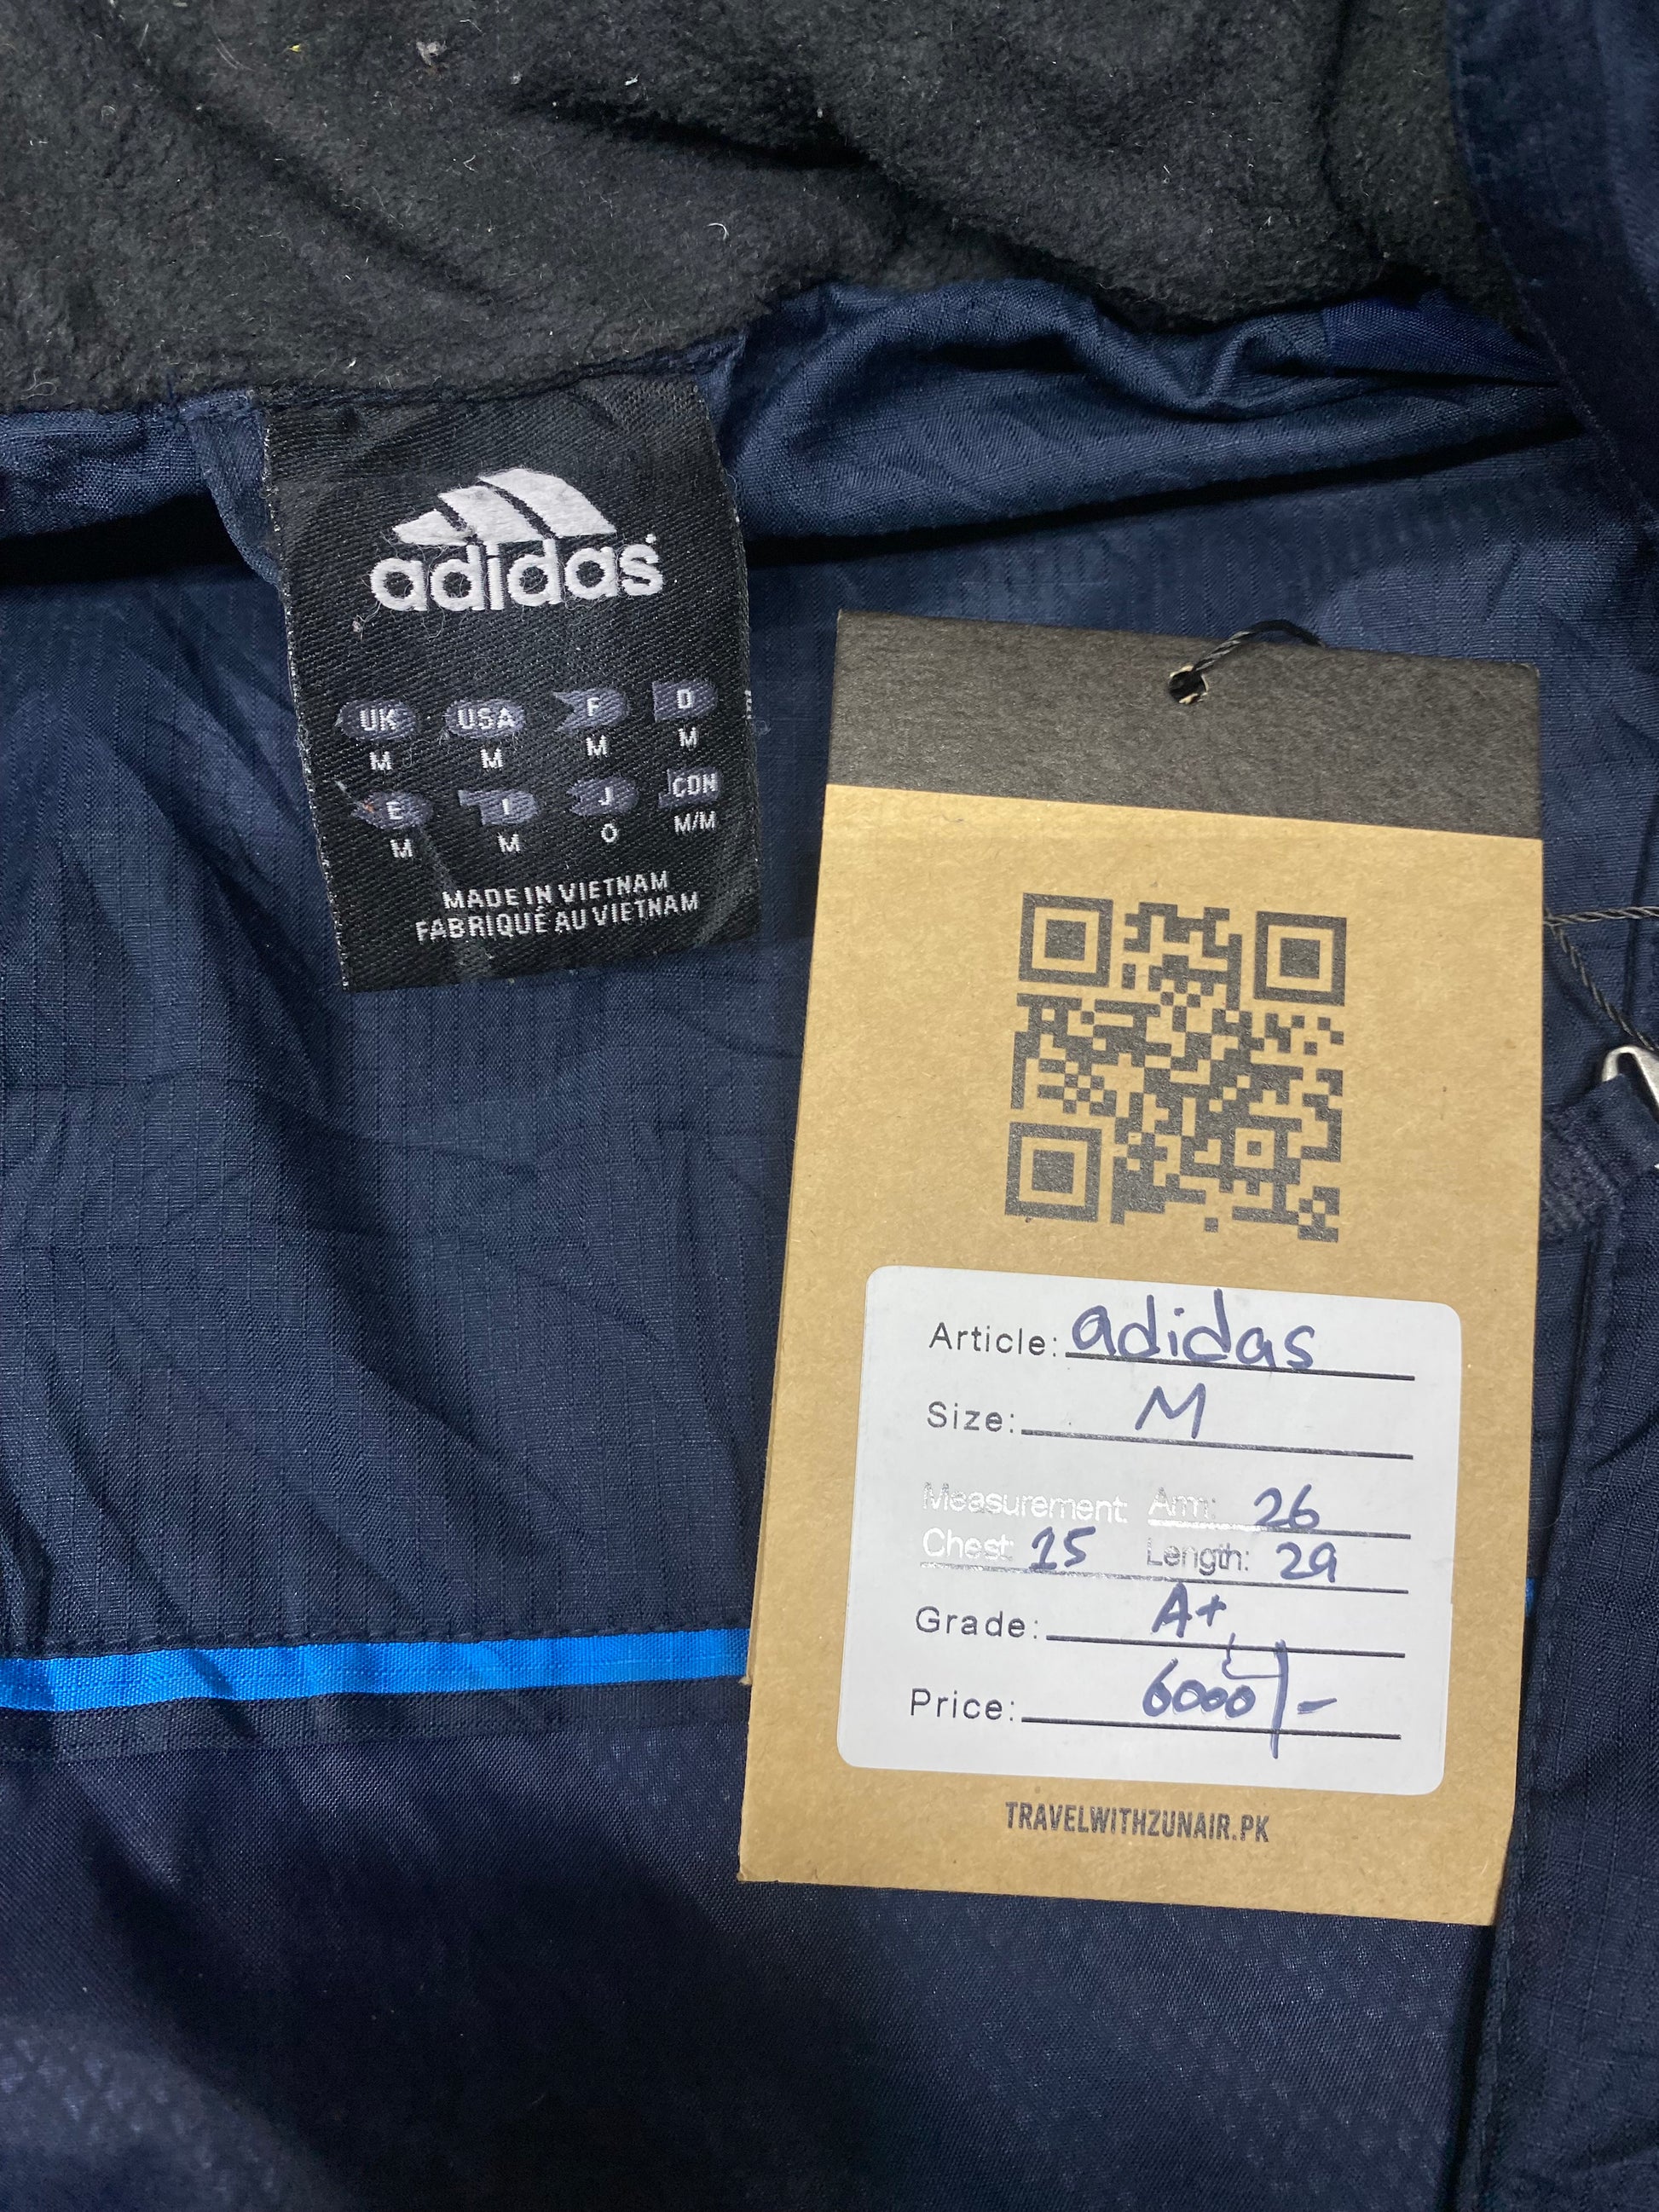 adidas
UK USA F D
M M M M
E I J CDN
M M O M/M
MADE IN VIETNAM
FABRIQUÉ AU VIETNAM
Article: adidas
Size: M
Measurement: Arm: 26
Chest: 25 Length: 29
Grade: A+
Price: 6000/-
TRAVELWITHZUNAIR.PK